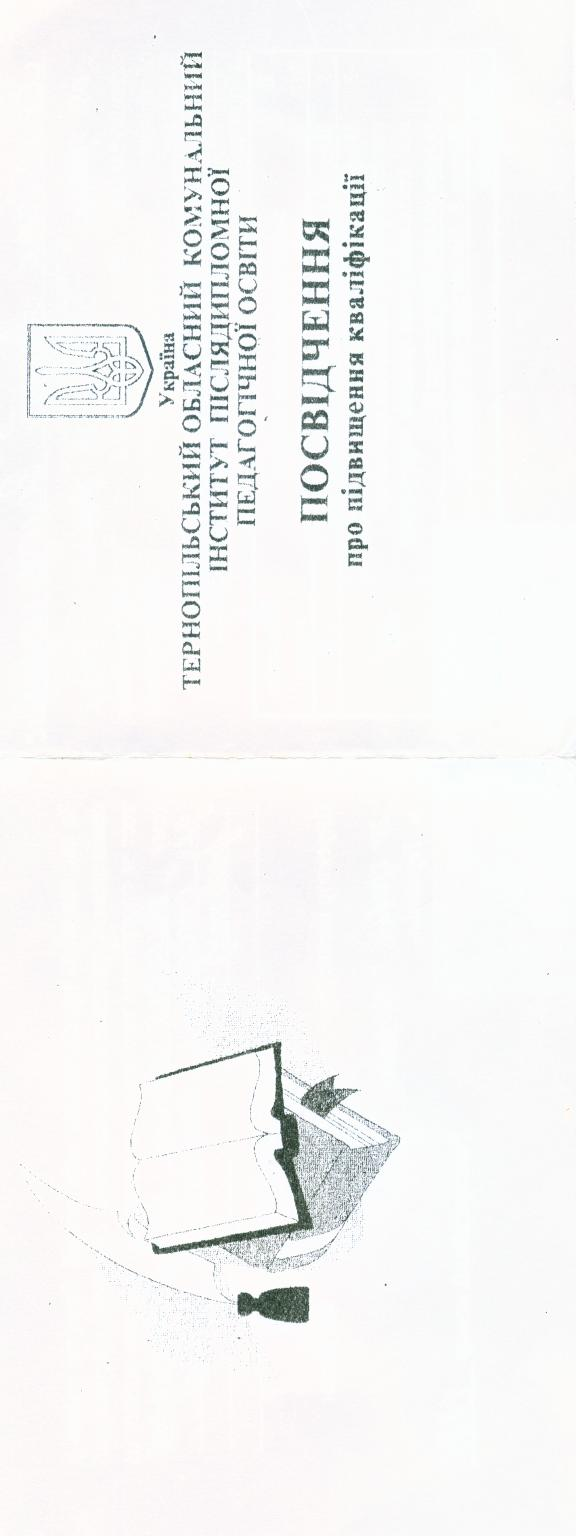 Україна
ТЕРНОПІЛЬСЬКИЙ ОБЛАСНИЙ КОМУНАЛЬНИЙ
ІНСТИТУТ ПІСЛЯДИПЛОМНОЇ
ПЕДАГОГІЧНОЇ ОСВІТИ
ПОСВІДЧЕННЯ
про підвищення кваліфікації